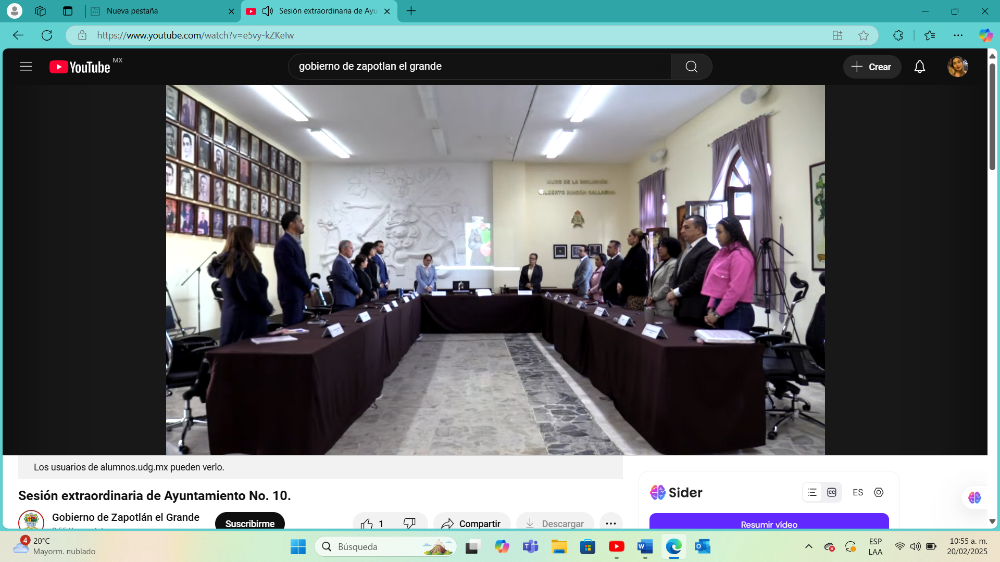 Nueva pestaña
Sesión extraordinaria de Ayu
https://www.youtube.com/watch?v=e5vy-kZKeIw
YouTube MX
gobierno de zapotlan el grande
Crear
MURO DE LA INCLUSIÓN
GILBERTO RINCÓN GALLARDO
Los usuarios de alumnos.udg.mx pueden verlo.
Sesión extraordinaria de Ayuntamiento No. 10.
Gobierno de Zapotlán el Grande
Suscribirme
1
Compartir
Descargar
Sider
CC
ES
Resumir vídeo
4
20°C
Mayorm. nublado
Búsqueda
ESP
LAA
10:55 a. m.
20/02/2025